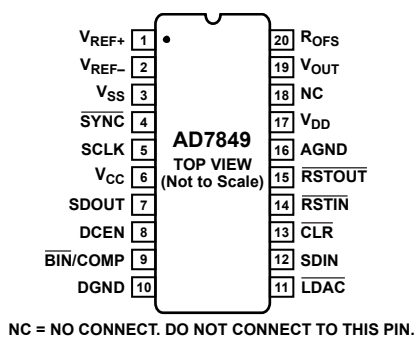 VREF+ 1
VREF– 2
VSS 3
SYNC 4
SCLK 5
VCC 6
SDOUT 7
DCEN 8
BIN/COMP 9
DGND 10
AD7849
TOP VIEW
(Not to Scale)
20 ROFS
19 VOUT
18 NC
17 VDD
16 AGND
15 RSTOUT
14 RSTIN
13 CLR
12 SDIN
11 LDAC
NC = NO CONNECT. DO NOT CONNECT TO THIS PIN.